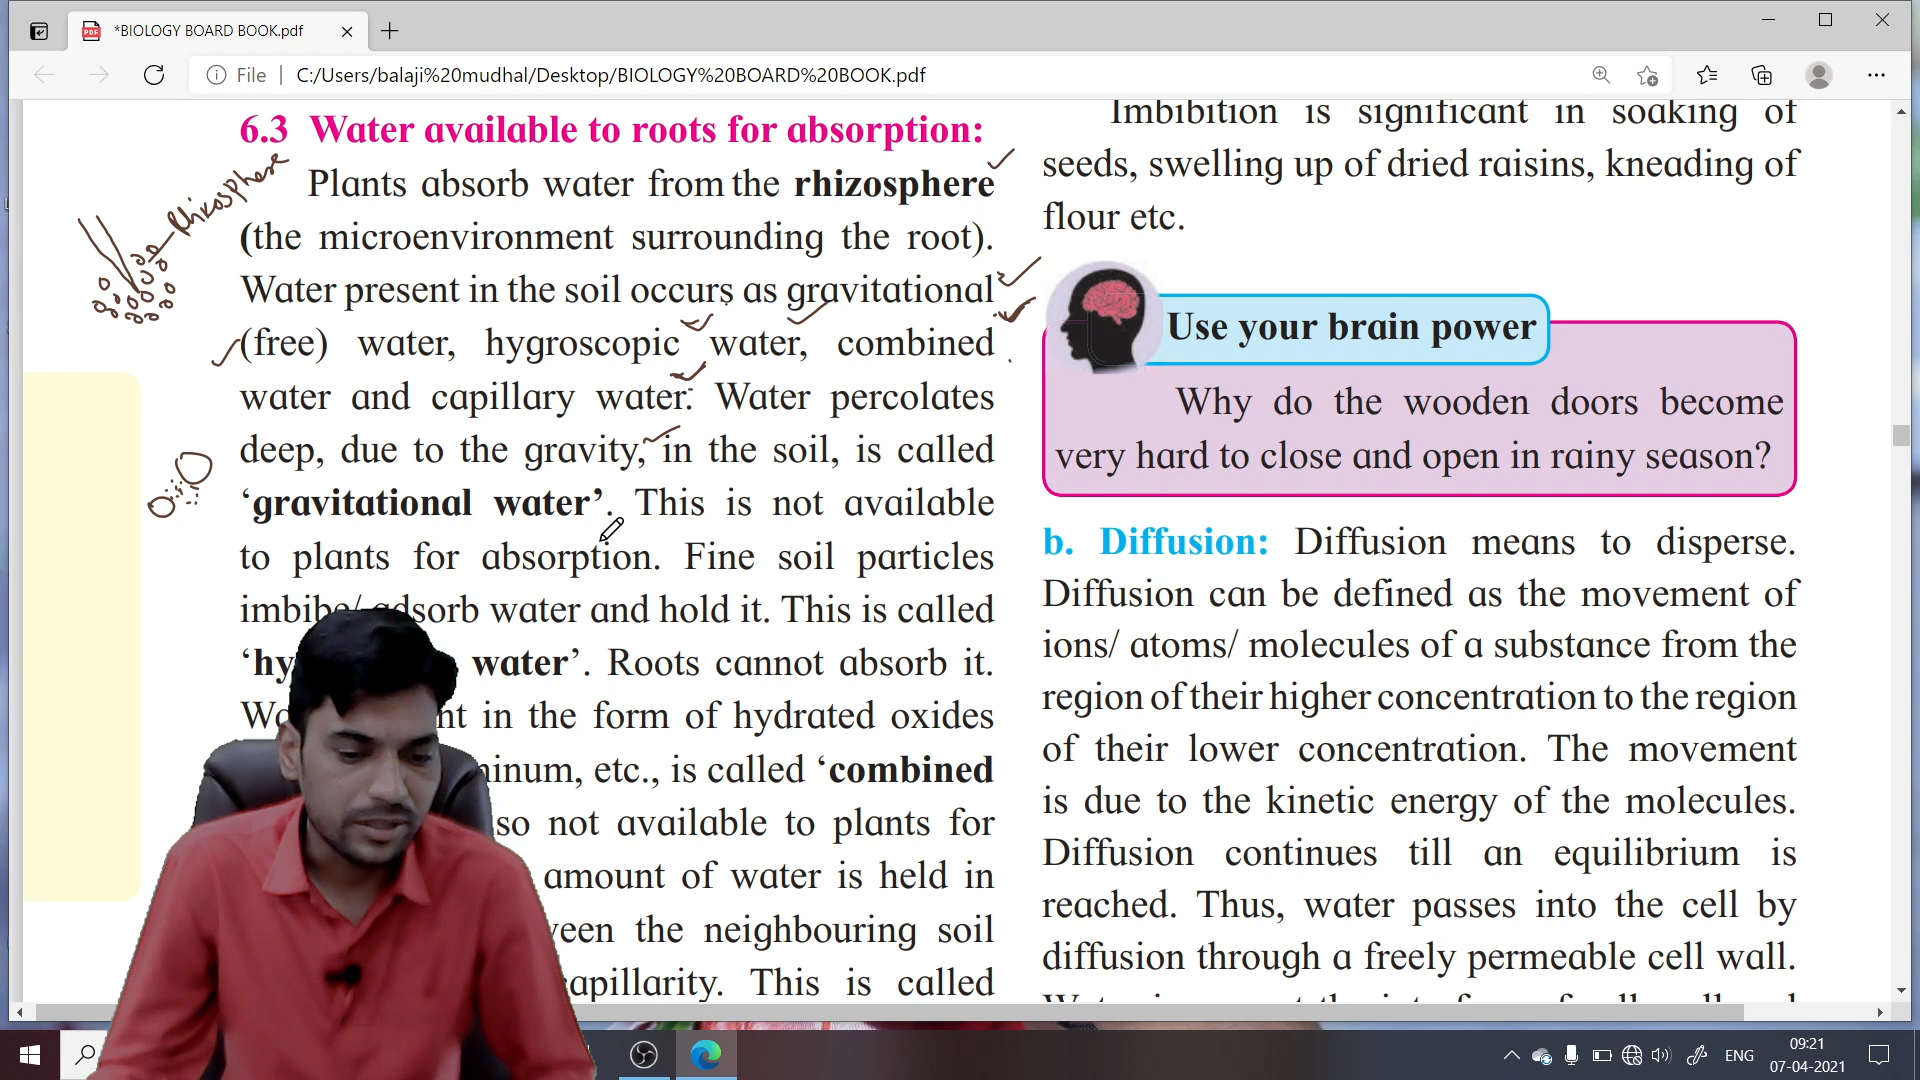 *BIOLOGY BOARD BOOK.pdf
File
C:/Users/balaji%20mudhal/Desktop/BIOLOGY%20BOARD%20BOOK.pdf
6.3 Water available to roots for absorption:
Plants absorb water from the rhizosphere
(the microenvironment surrounding the root).
Water present in the soil occurs as gravitational
(free) water, hygroscopic water, combined
water and capillary water. Water percolates
deep, due to the gravity, in the soil, is called
‘gravitational water’. This is not available
to plants for absorption. Fine soil particles
imbibe/ adsorb water and hold it. This is called
water’. Roots cannot absorb it.
in the form of hydrated oxides
etc., is called ‘combined
not available to plants for
amount of water is held in
the neighbouring soil
capillarity. This is called
Rhizosphere
Imbibition is significant in soaking of
seeds, swelling up of dried raisins, kneading of
flour etc.
Use your brain power
Why do the wooden doors become
very hard to close and open in rainy season?
b. Diffusion: Diffusion means to disperse.
Diffusion can be defined as the movement of
ions/ atoms/ molecules of a substance from the
region of their higher concentration to the region
of their lower concentration. The movement
is due to the kinetic energy of the molecules.
Diffusion continues till an equilibrium is
reached. Thus, water passes into the cell by
diffusion through a freely permeable cell wall.
ENG
09:21
07-04-2021